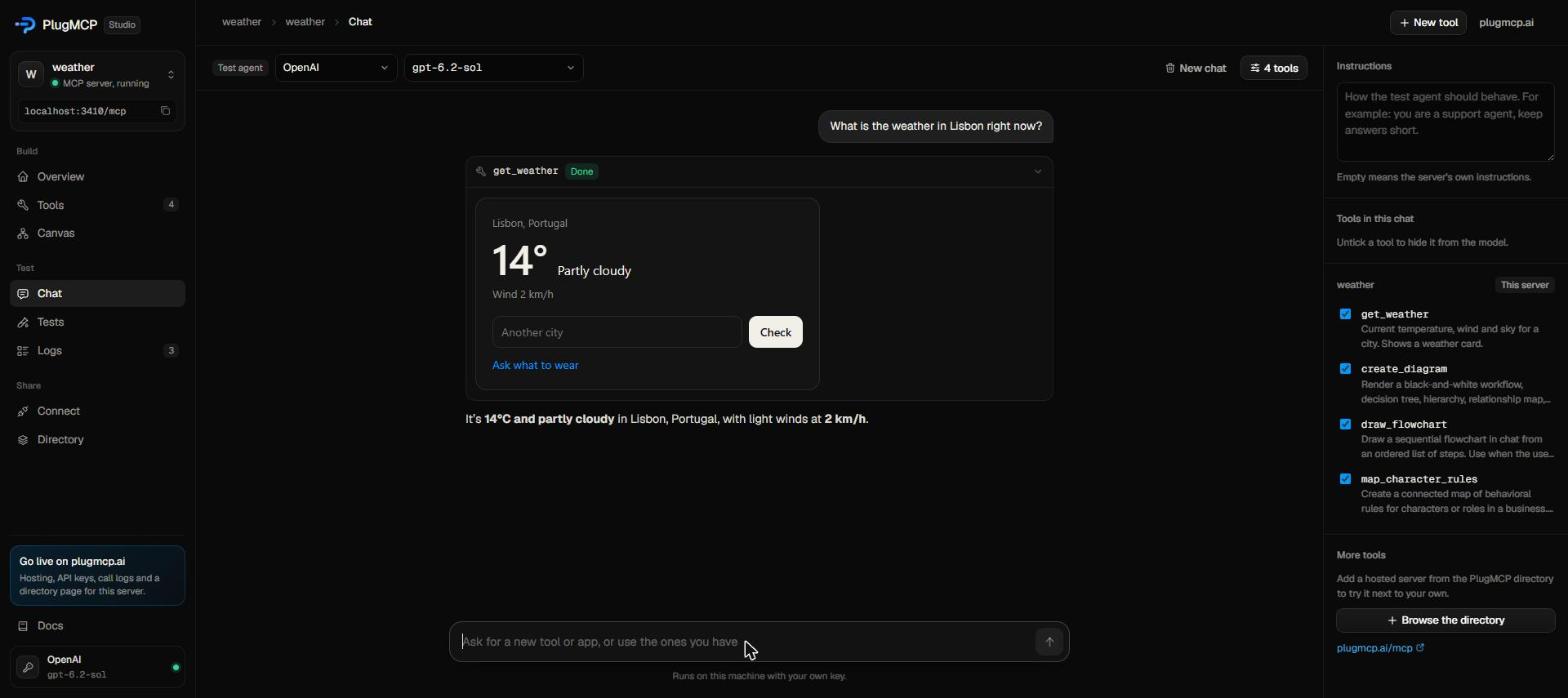 PlugMCP Studio
W weather
MCP server, running
localhost:3410/mcp
Build
Overview
Tools 4
Canvas
Test
Chat
Tests
Logs 3
Share
Connect
Directory
Go live on plugmcp.ai
Hosting, API keys, call logs and a
directory page for this server.
Docs
OpenAI
gpt-6.2-sol
weather > weather > Chat
+ New tool plugmcp.ai
Test agent OpenAI gpt-6.2-sol
New chat 4 tools
What is the weather in Lisbon right now?
get_weather Done
Lisbon, Portugal
14° Partly cloudy
Wind 2 km/h
Another city Check
Ask what to wear
It's 14°C and partly cloudy in Lisbon, Portugal, with light winds at 2 km/h.
Ask for a new tool or app, or use the ones you have
Runs on this machine with your own key.
Instructions
How the test agent should behave. For
example: you are a support agent, keep
answers short.
Empty means the server's own instructions.
Tools in this chat
Untick a tool to hide it from the model.
weather This server
get_weather
Current temperature, wind and sky for a
city. Shows a weather card.
create_diagram
Render a black-and-white workflow,
decision tree, hierarchy, relationship map,...
draw_flowchart
Draw a sequential flowchart in chat from
an ordered list of steps. Use when the use...
map_character_rules
Create a connected map of behavioral
rules for characters or roles in a business....
More tools
Add a hosted server from the PlugMCP directory
to try it next to your own.
+ Browse the directory
plugmcp.ai/mcp